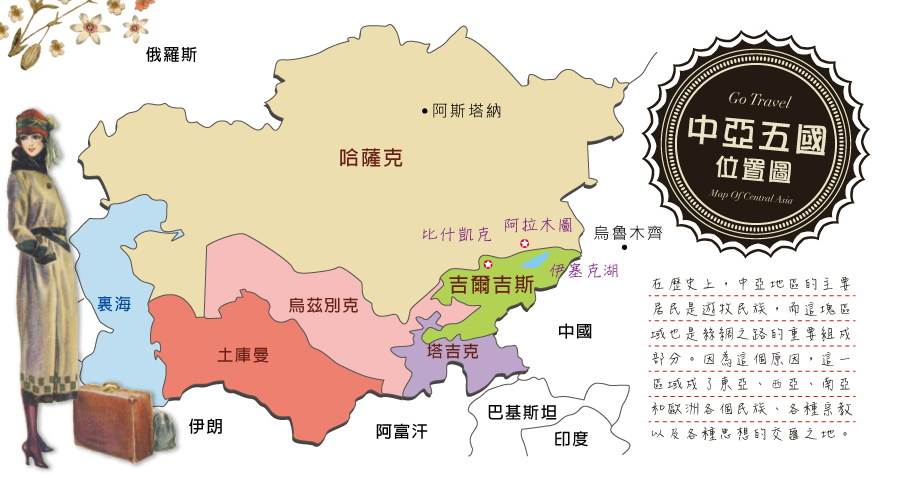 俄羅斯
阿斯塔納
哈薩克
Go Travel
中亞五國
位置圖
Map Of Central Asia
比什凱克
阿拉木圖
烏魯木齊
伊塞克湖
吉爾吉斯
裏海
烏茲別克
中國
土庫曼
塔吉克
伊朗
阿富汗
巴基斯坦
印度
在歷史上，中亞地區的主要
居民是遊牧民族，而這塊區
域也是絲綢之路的重要組成
部分。因為這個原因，這一
區域成了東亞、西亞、南亞
和歐洲各個民族、各種宗教
以及各種思想的交匯之地。